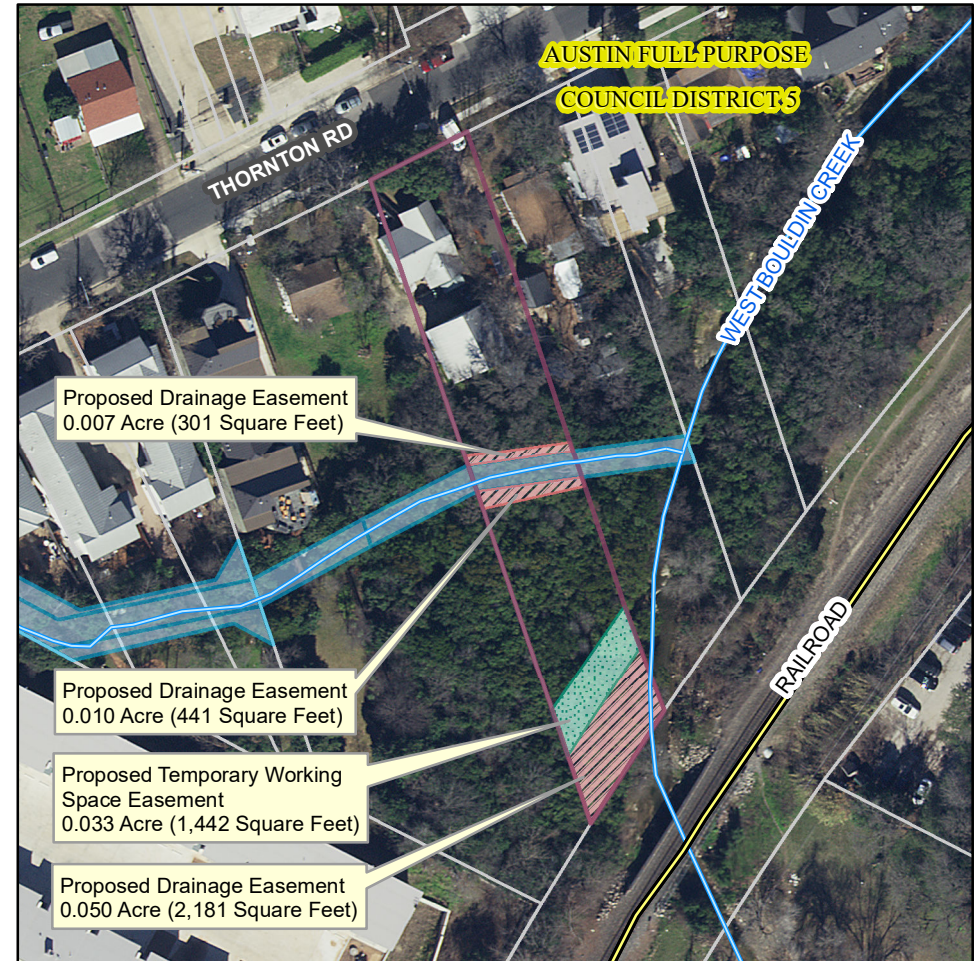 AUSTIN FULL PURPOSE
COUNCIL DISTRICT 5
THORNTON RD
WEST BOULDIN CREEK
Proposed Drainage Easement
0.007 Acre (301 Square Feet)
RAILROAD
Proposed Drainage Easement
0.010 Acre (441 Square Feet)
Proposed Temporary Working
Space Easement
0.033 Acre (1,442 Square Feet)
Proposed Drainage Easement
0.050 Acre (2,181 Square Feet)